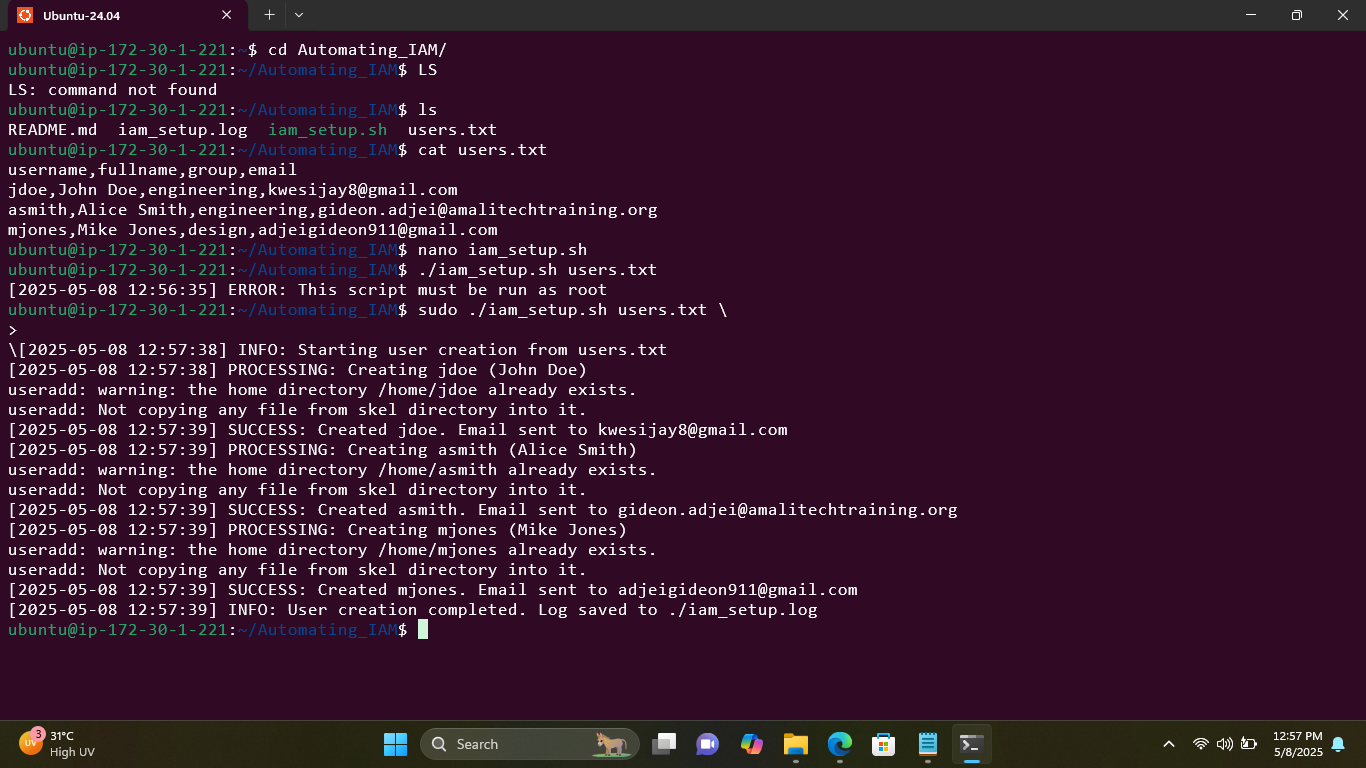 Ubuntu-24.04
ubuntu@ip-172-30-1-221:~$ cd Automating_IAM/
ubuntu@ip-172-30-1-221:~/Automating_IAM$ LS
LS: command not found
ubuntu@ip-172-30-1-221:~/Automating_IAM$ ls
README.md  iam_setup.log  iam_setup.sh  users.txt
ubuntu@ip-172-30-1-221:~/Automating_IAM$ cat users.txt
username,fullname,group,email
jdoe,John Doe,engineering,kwesijay8@gmail.com
asmith,Alice Smith,engineering,gideon.adjei@amalitechtraining.org
mjones,Mike Jones,design,adjeigideon911@gmail.com
ubuntu@ip-172-30-1-221:~/Automating_IAM$ nano iam_setup.sh
ubuntu@ip-172-30-1-221:~/Automating_IAM$ ./iam_setup.sh users.txt
[2025-05-08 12:56:35] ERROR: This script must be run as root
ubuntu@ip-172-30-1-221:~/Automating_IAM$ sudo ./iam_setup.sh users.txt \
>
\[2025-05-08 12:57:38] INFO: Starting user creation from users.txt
[2025-05-08 12:57:38] PROCESSING: Creating jdoe (John Doe)
useradd: warning: the home directory /home/jdoe already exists.
useradd: Not copying any file from skel directory into it.
[2025-05-08 12:57:39] SUCCESS: Created jdoe. Email sent to kwesijay8@gmail.com
[2025-05-08 12:57:39] PROCESSING: Creating asmith (Alice Smith)
useradd: warning: the home directory /home/asmith already exists.
useradd: Not copying any file from skel directory into it.
[2025-05-08 12:57:39] SUCCESS: Created asmith. Email sent to gideon.adjei@amalitechtraining.org
[2025-05-08 12:57:39] PROCESSING: Creating mjones (Mike Jones)
useradd: warning: the home directory /home/mjones already exists.
useradd: Not copying any file from skel directory into it.
[2025-05-08 12:57:39] SUCCESS: Created mjones. Email sent to adjeigideon911@gmail.com
[2025-05-08 12:57:39] INFO: User creation completed. Log saved to ./iam_setup.log
ubuntu@ip-172-30-1-221:~/Automating_IAM$
UV
3
31°C
High UV
Search
12:57 PM
5/8/2025